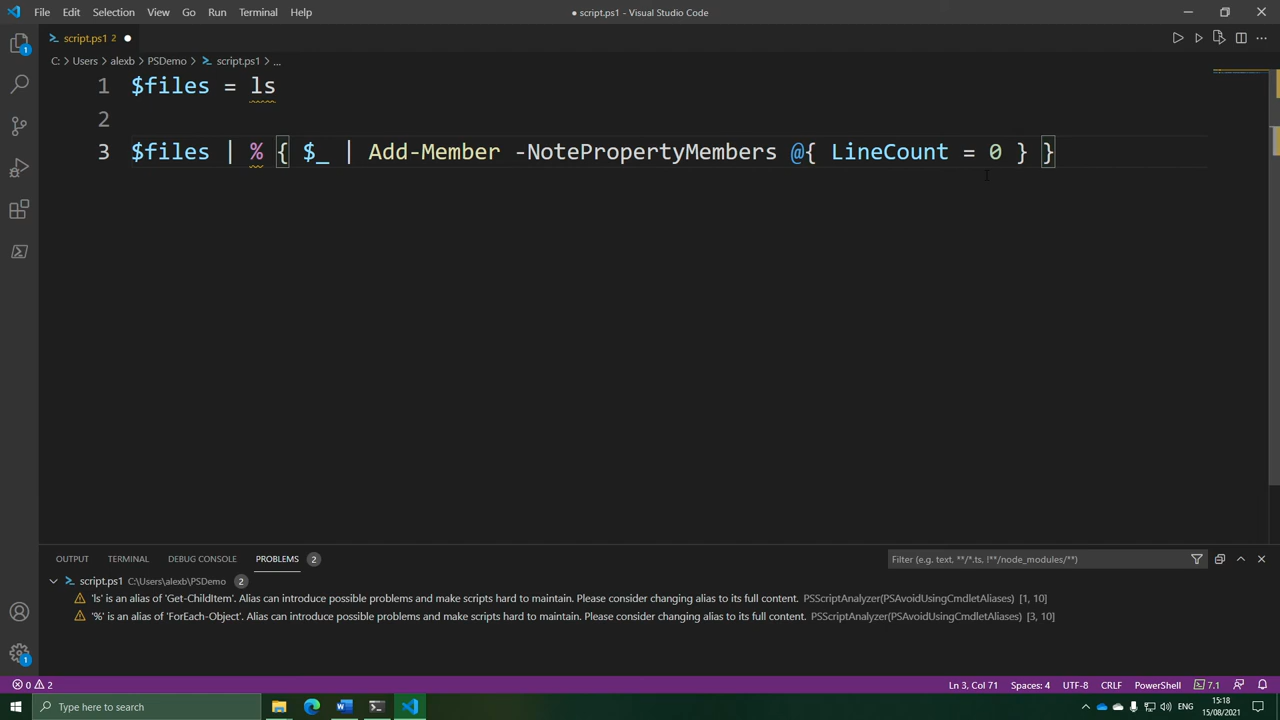 File Edit Selection View Go Run Terminal Help
● script.ps1 - Visual Studio Code
script.ps1 2 ●
C: > Users > alexb > PSDemo > script.ps1 > ...
1 $files = ls
2
3 $files | % { $_ | Add-Member -NotePropertyMembers @{ LineCount = 0 } }
OUTPUT TERMINAL DEBUG CONSOLE PROBLEMS 2
Filter (e.g. text, **/*.ts, !**/node_modules/**)
script.ps1 C:\Users\alexb\PSDemo 2
'ls' is an alias of 'Get-ChildItem'. Alias can introduce possible problems and make scripts hard to maintain. Please consider changing alias to its full content. PSScriptAnalyzer(PSAvoidUsingCmdletAliases) [1, 10]
'%' is an alias of 'ForEach-Object'. Alias can introduce possible problems and make scripts hard to maintain. Please consider changing alias to its full content. PSScriptAnalyzer(PSAvoidUsingCmdletAliases) [3, 10]
1
1
0 2
Ln 3, Col 71 Spaces: 4 UTF-8 CRLF PowerShell 7.1
Type here to search
ENG
15:18
15/08/2021